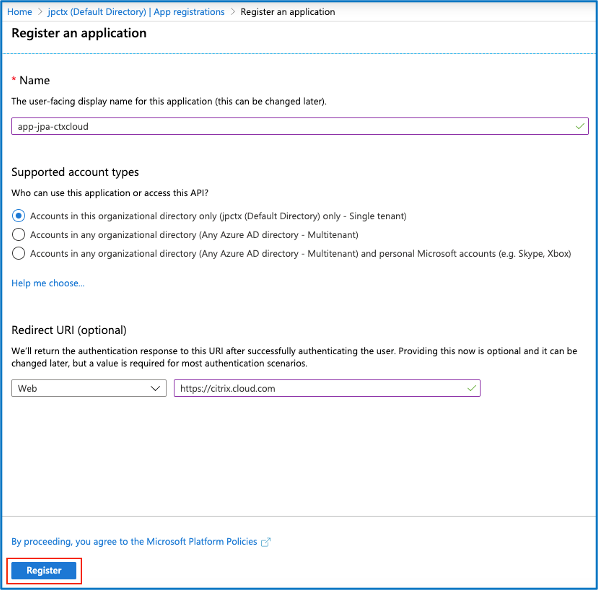 Home > jpctx (Default Directory) | App registrations > Register an application
Register an application
* Name
The user-facing display name for this application (this can be changed later).
app-jpa-ctxcloud
Supported account types
Who can use this application or access this API?
Accounts in this organizational directory only (jpctx (Default Directory) only - Single tenant)
Accounts in any organizational directory (Any Azure AD directory - Multitenant)
Accounts in any organizational directory (Any Azure AD directory - Multitenant) and personal Microsoft accounts (e.g. Skype, Xbox)
Help me choose...
Redirect URI (optional)
We'll return the authentication response to this URI after successfully authenticating the user. Providing this now is optional and it can be
changed later, but a value is required for most authentication scenarios.
Web
https://citrix.cloud.com
By proceeding, you agree to the Microsoft Platform Policies
Register